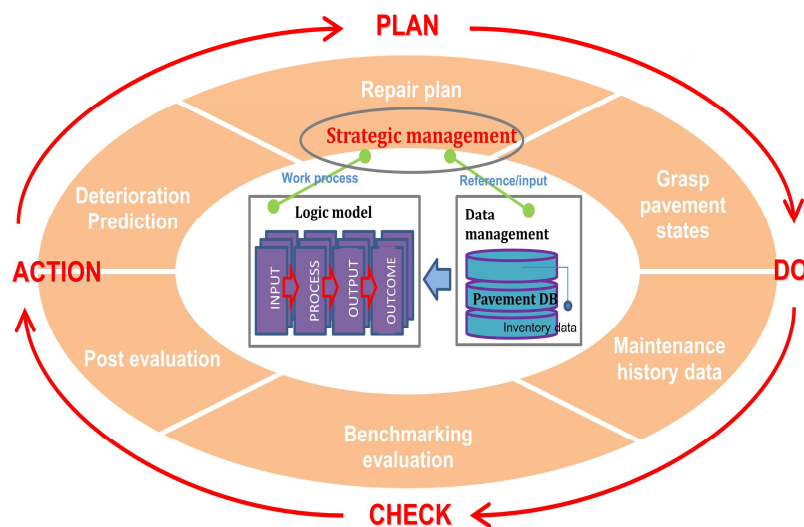 PLAN
Repair plan
Strategic management
Work process
Reference/input
Deterioration
Prediction
Grasp
pavement
states
Logic model
Data
management
INPUT
PROCESS
OUTPUT
OUTCOME
Pavement DB
Inventory data
ACTION
DO
Post evaluation
Maintenance
history data
Benchmarking
evaluation
CHECK